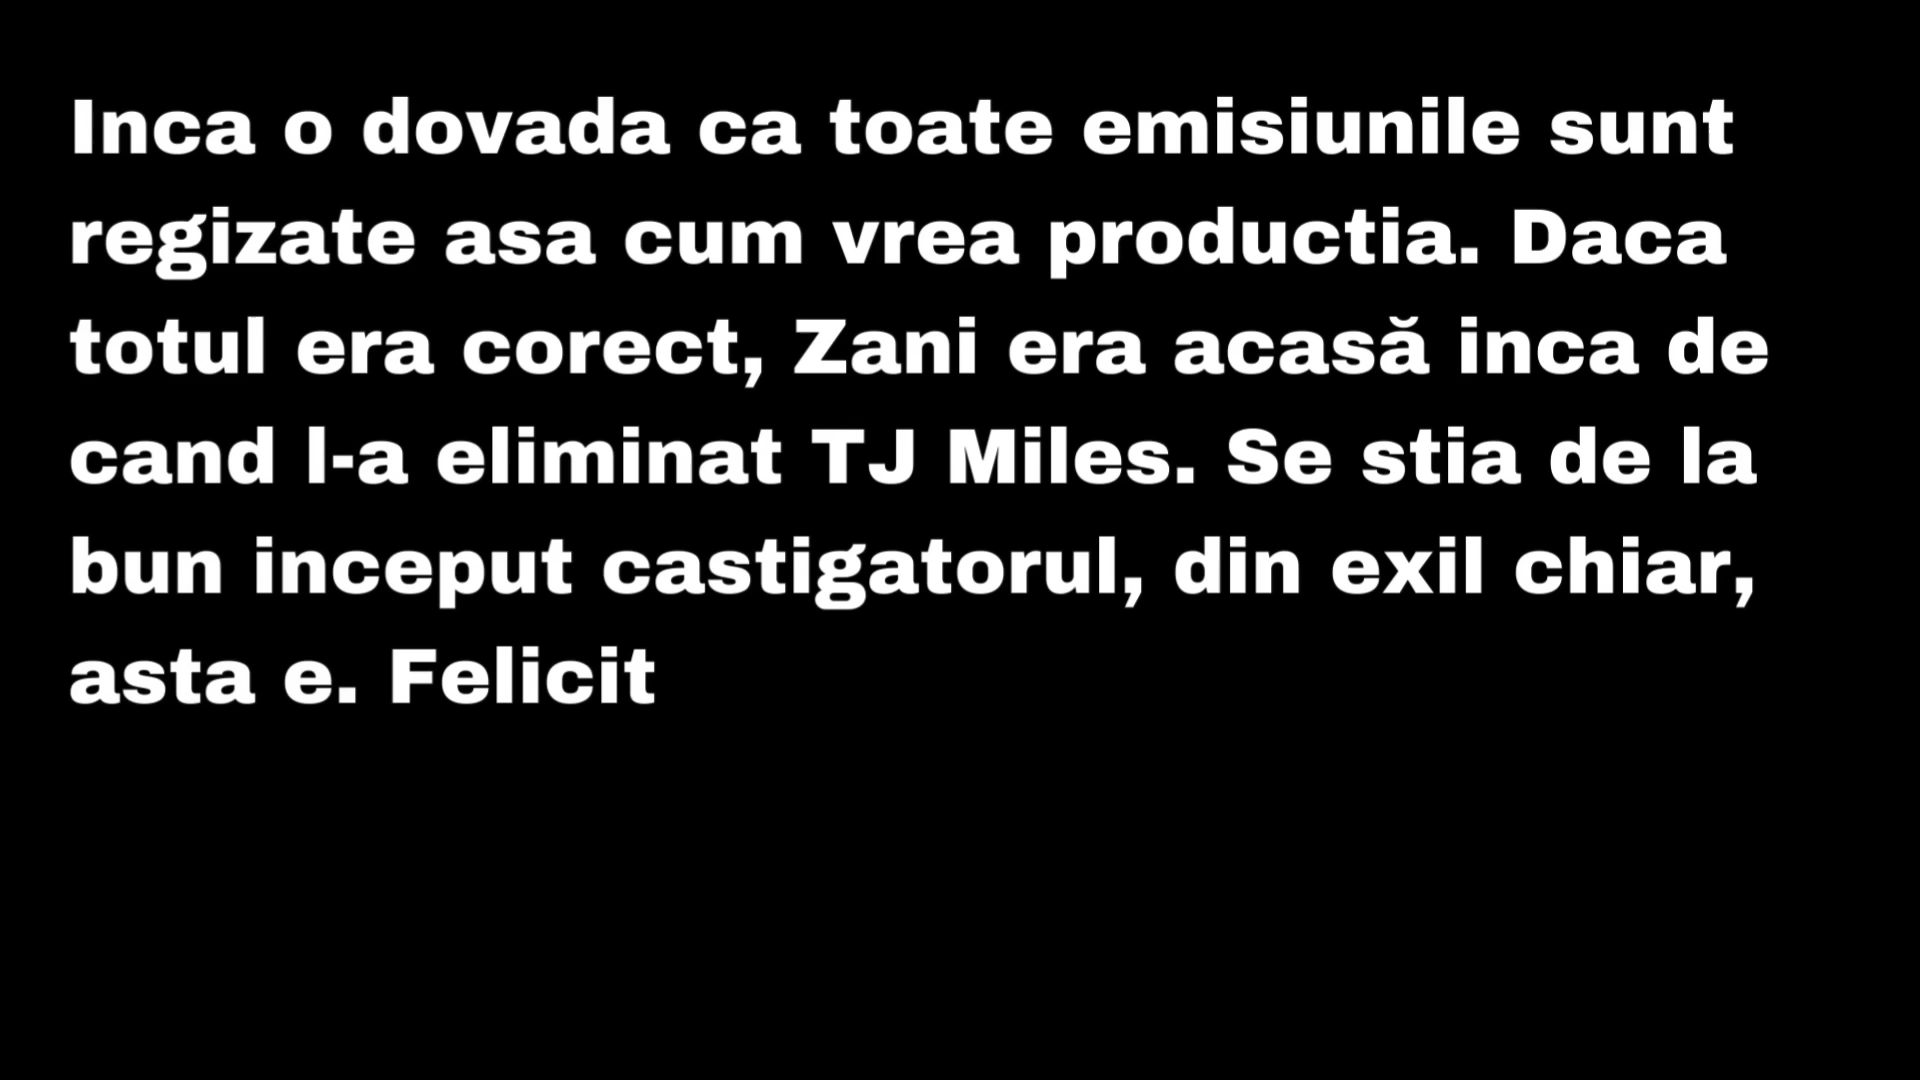 Inca o dovada ca toate emisiunile sunt
regizate asa cum vrea productia. Daca
totul era corect, Zani era acasă inca de
cand l-a eliminat TJ Miles. Se stia de la
bun inceput castigatorul, din exil chiar,
asta e. Felicit